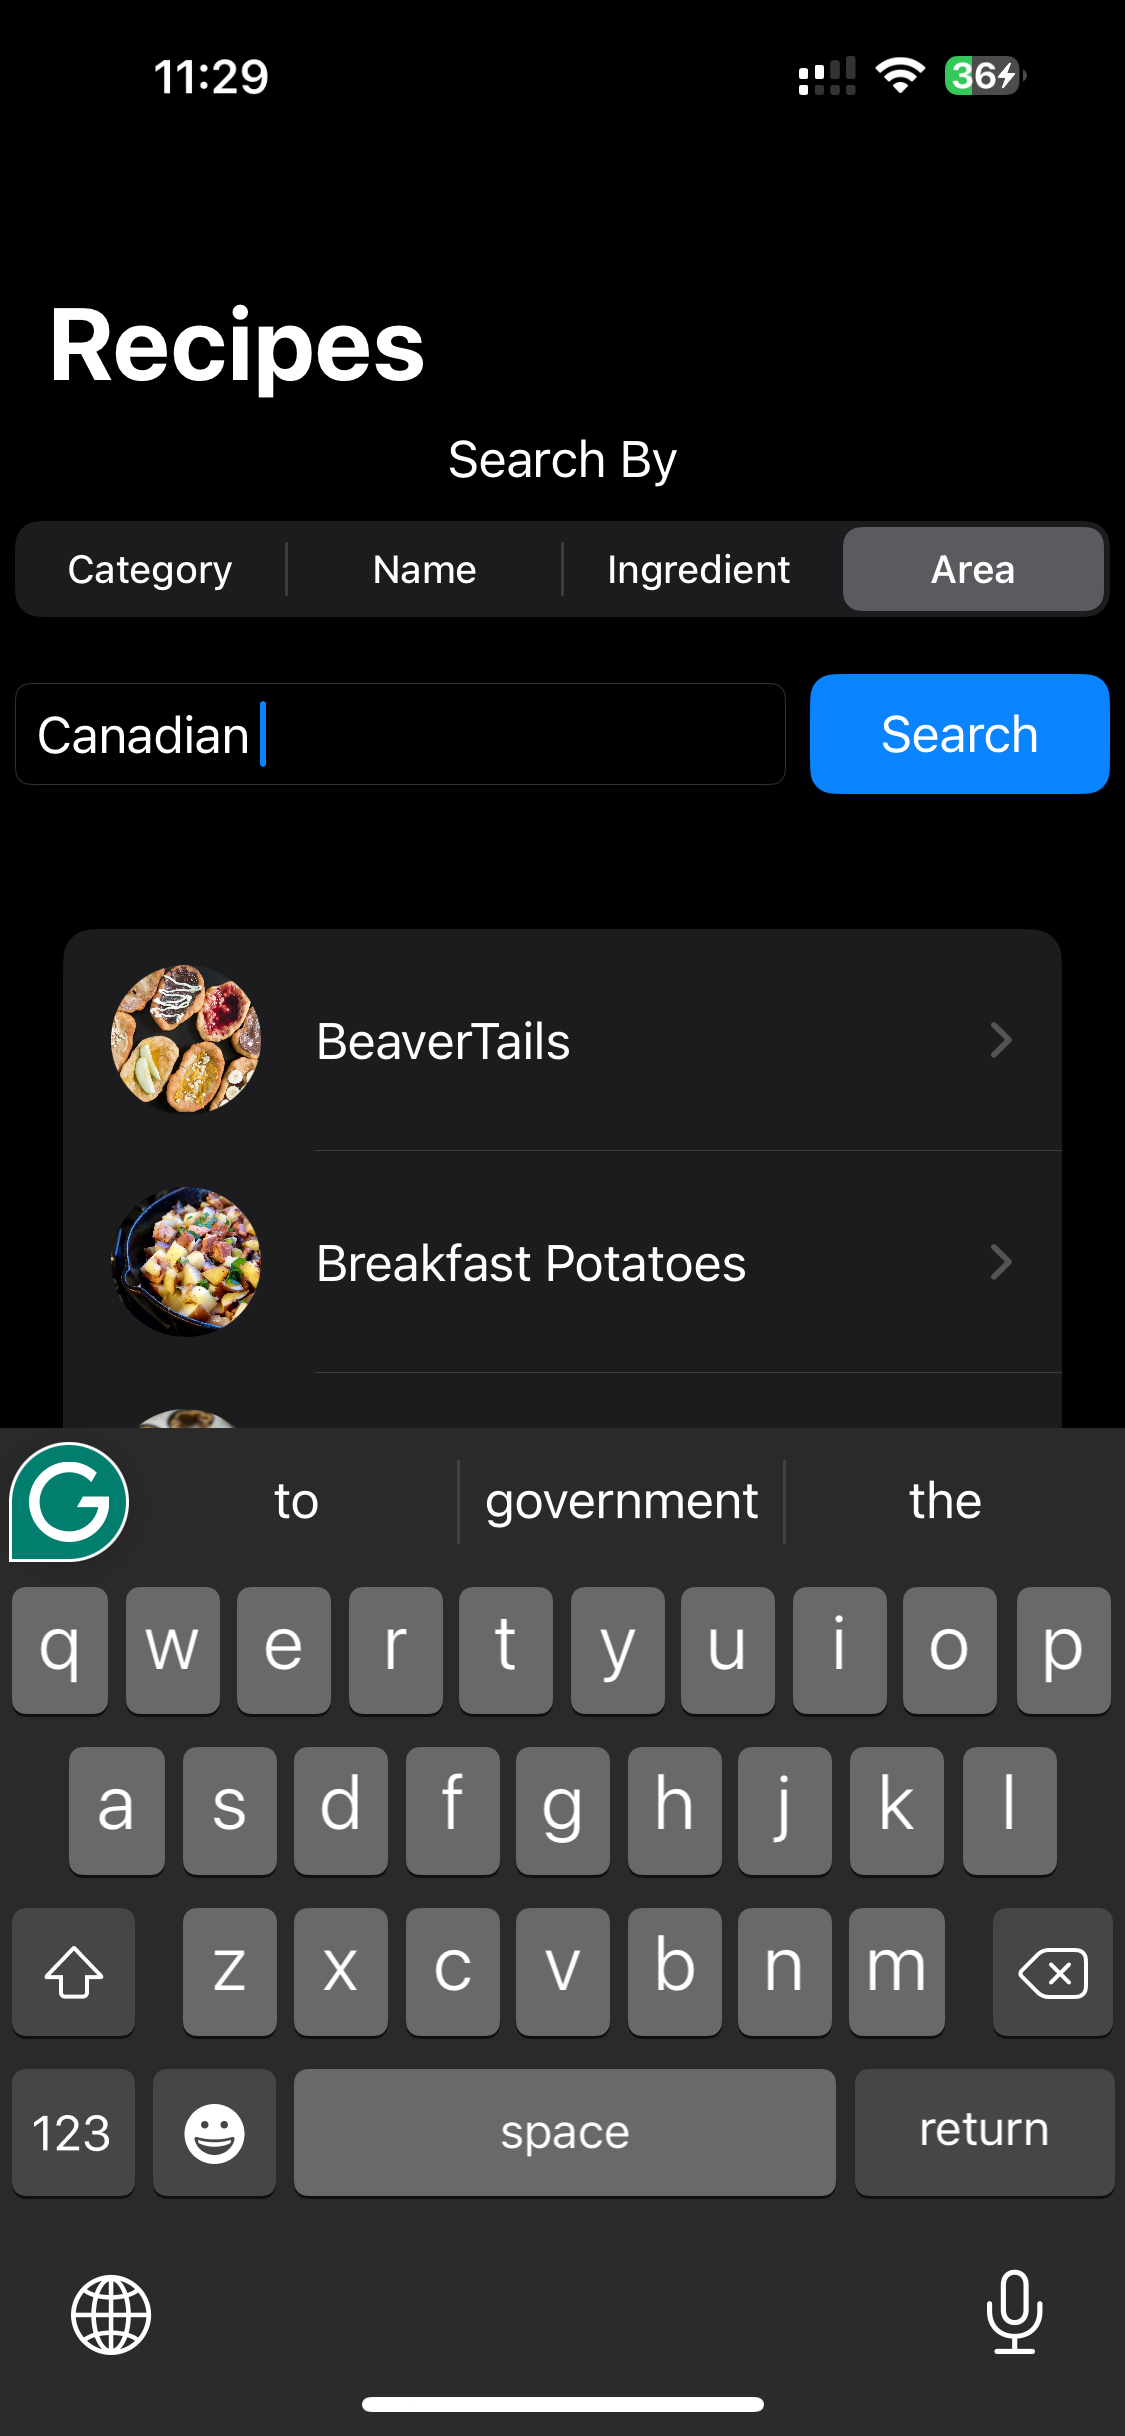 11:29
36
Recipes
Search By
Category Name Ingredient Area
Canadian Search
BeaverTails
Breakfast Potatoes
G to government the
q w e r t y u i o p
a s d f g h j k l
z x c v b n m
123 space return